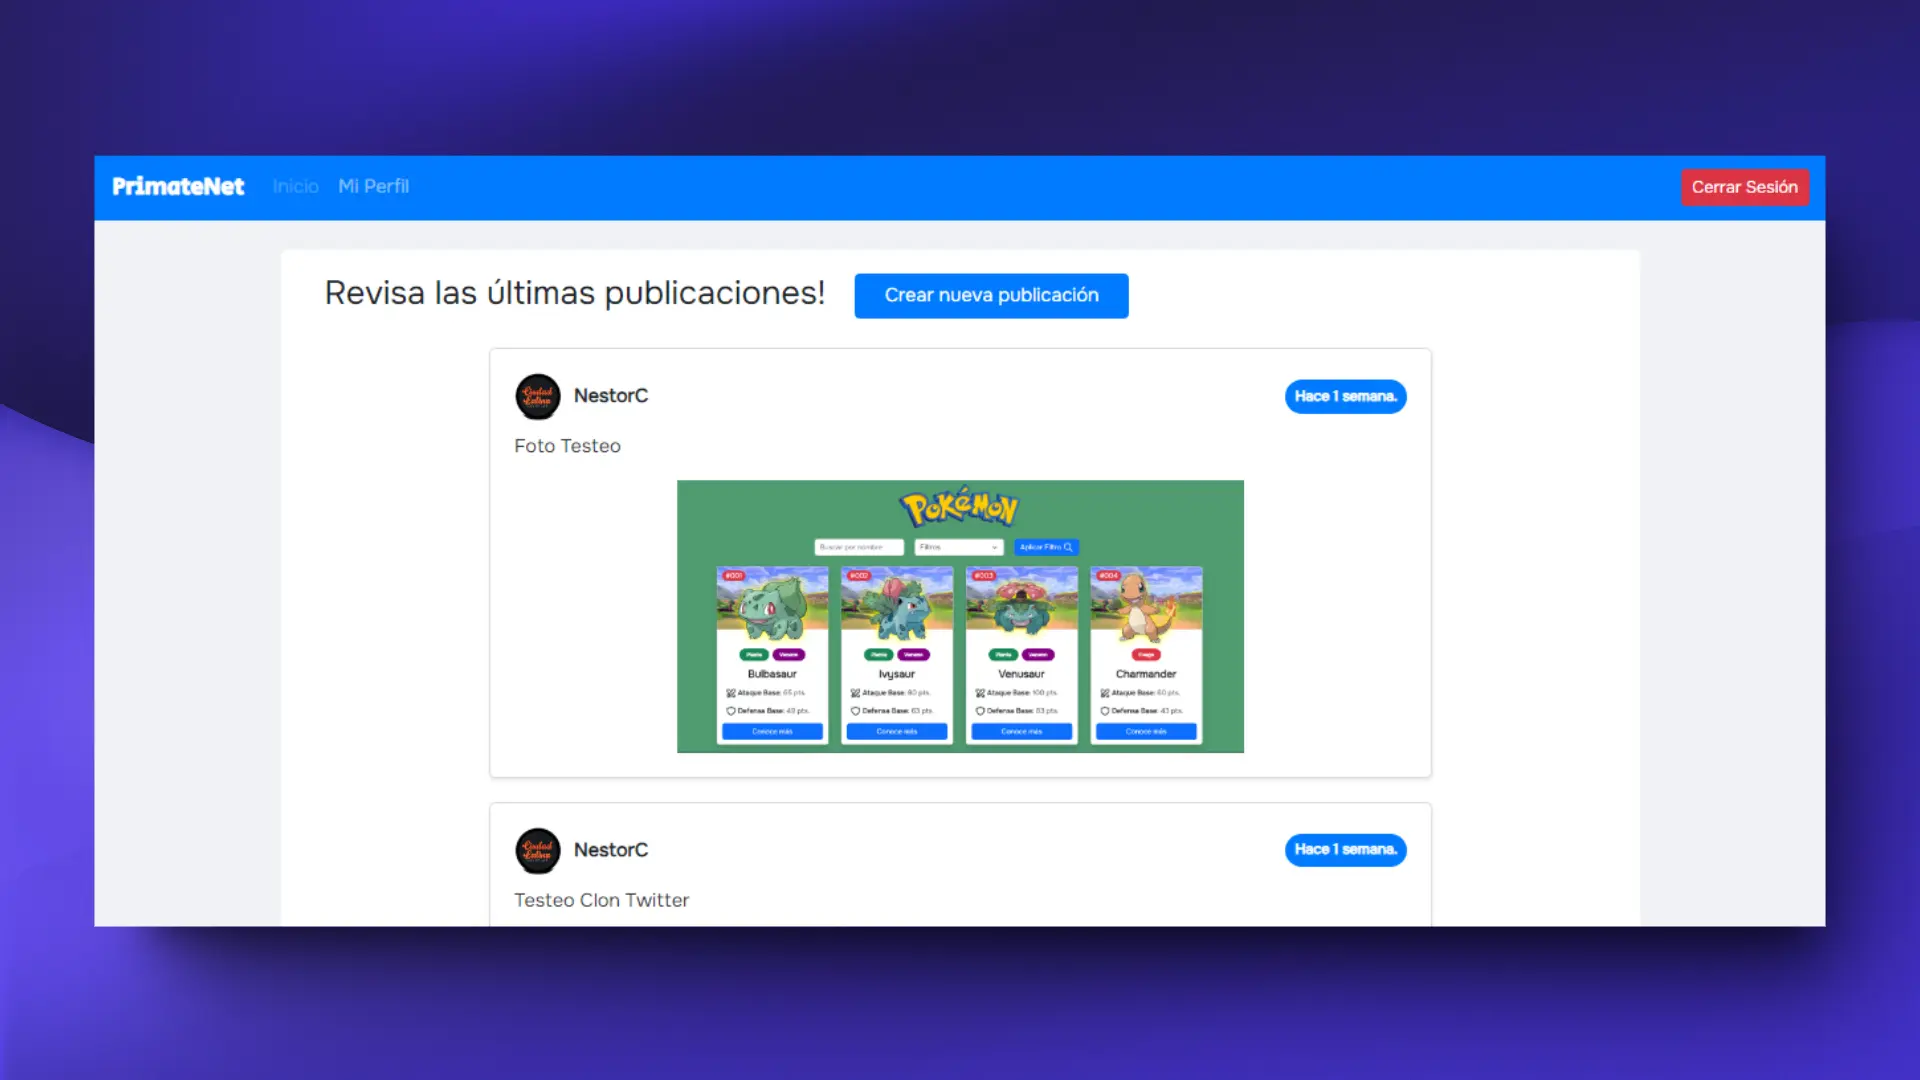 PrimateNet Inicio Mi Perfil Cerrar Sesión
Revisa las últimas publicaciones! Crear nueva publicación
NestorC Hace 1 semana.
Foto Testeo
POKéMON
Buscar por nombre Filtros Aplicar Filtro
#001 #002 #003 #004
Planta Veneno Planta Veneno Planta Veneno Fuego
Bulbasaur Ivysaur Venusaur Charmander
Ataque Base: 65 pts. Ataque Base: 80 pts. Ataque Base: 100 pts. Ataque Base: 60 pts.
Defensa Base: 49 pts. Defensa Base: 63 pts. Defensa Base: 83 pts. Defensa Base: 43 pts.
Conoce más Conoce más Conoce más Conoce más
NestorC Hace 1 semana.
Testeo Clon Twitter